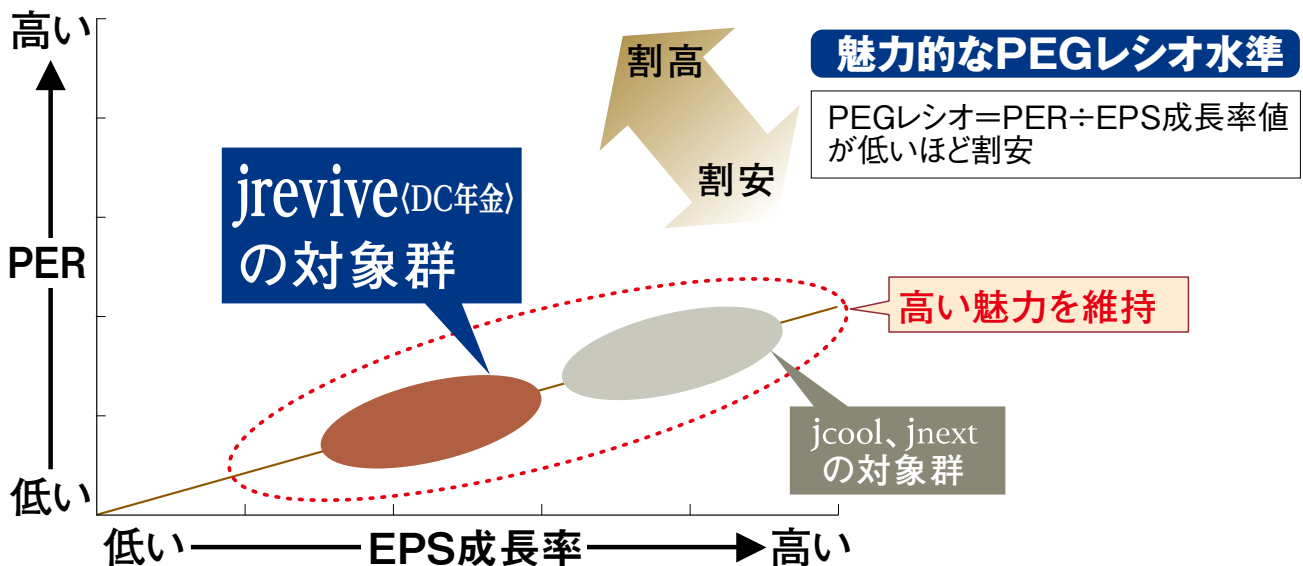 高い
PER
低い
低い
EPS成長率
高い
割高
割安
魅力的なPEGレシオ水準
PEGレシオ＝PER÷EPS成長率値
が低いほど割安
jrevive〈DC年金〉
の対象群
高い魅力を維持
jcool、jnext
の対象群